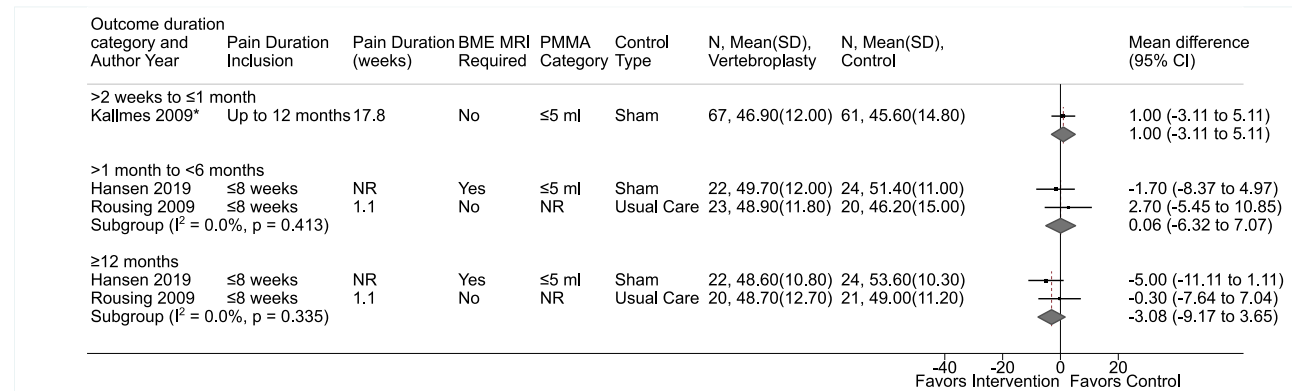 Outcome duration
category and Pain Duration Pain Duration BME MRI PMMA Control N, Mean(SD), N, Mean(SD), Mean difference
Author Year Inclusion (weeks) Required Category Type Vertebroplasty Control (95% CI)
>2 weeks to ≤1 month
Kallmes 2009* Up to 12 months 17.8 No ≤5 ml Sham 67, 46.90(12.00) 61, 45.60(14.80) 1.00 (-3.11 to 5.11)
1.00 (-3.11 to 5.11)
>1 month to <6 months
Hansen 2019 ≤8 weeks NR Yes ≤5 ml Sham 22, 49.70(12.00) 24, 51.40(11.00) -1.70 (-8.37 to 4.97)
Rousing 2009 ≤8 weeks 1.1 No NR Usual Care 23, 48.90(11.80) 20, 46.20(15.00) 2.70 (-5.45 to 10.85)
Subgroup (I² = 0.0%, p = 0.413) 0.06 (-6.32 to 7.07)
≥12 months
Hansen 2019 ≤8 weeks NR Yes ≤5 ml Sham 22, 48.60(10.80) 24, 53.60(10.30) -5.00 (-11.11 to 1.11)
Rousing 2009 ≤8 weeks 1.1 No NR Usual Care 20, 48.70(12.70) 21, 49.00(11.20) -0.30 (-7.64 to 7.04)
Subgroup (I² = 0.0%, p = 0.335) -3.08 (-9.17 to 3.65)
-40 -20 0 20
Favors Intervention Favors Control